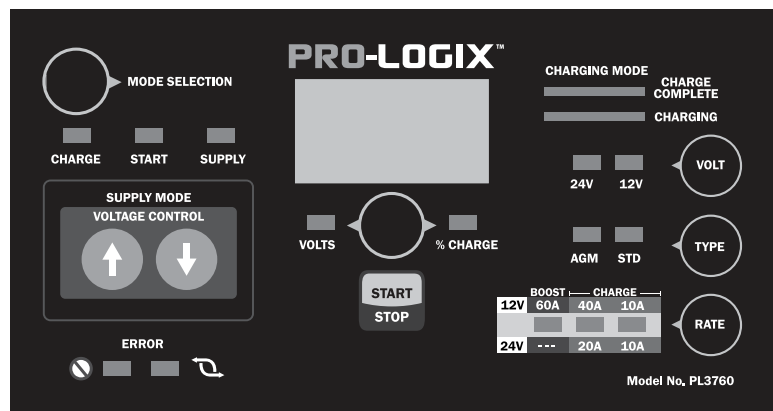 PRO-LOGIX™
MODE SELECTION
CHARGE START SUPPLY
SUPPLY MODE
VOLTAGE CONTROL
ERROR
VOLTS % CHARGE
START
STOP
CHARGING MODE
CHARGE
COMPLETE
CHARGING
24V 12V VOLT
AGM STD TYPE
BOOST CHARGE
12V 60A 40A 10A
RATE
24V --- 20A 10A
Model No. PL3760